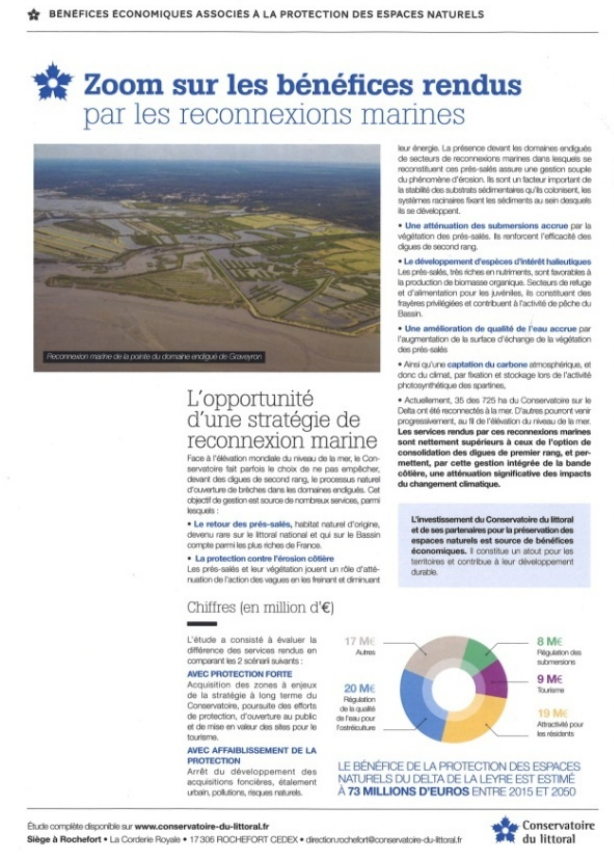 BÉNÉFICES ÉCONOMIQUES ASSOCIÉS À LA PROTECTION DES ESPACES NATURELS
Zoom sur les bénéfices rendus
par les reconnexions marines
Reconnexion marine de la pointe du domaine endigué de Graveyron
L'opportunité
d'une stratégie de
reconnexion marine
Face à l'élévation mondiale du niveau de la mer, le Con-
servatoire fait parfois le choix de ne pas empêcher,
devant des digues de second rang, le processus naturel
d'ouverture de brèches dans les domaines endigués. Cet
objectif de gestion est source de nombreux services, parmi
lesquels :
• Le retour des prés-salés, habitat naturel d'origine,
devenu rare sur le littoral national et qui sur le Bassin
compte parmi les plus riches de France.
• La protection contre l'érosion côtière
Les prés-salés et leur végétation jouent un rôle d'atté-
nuation de l'action des vagues en les freinant et diminuant
leur énergie. La présence devant les domaines endigués
de secteurs de reconnexions marines dans lesquels se
reconstituent ces prés-salés assure une gestion souple
du phénomène d'érosion. Ils sont un facteur important de
la stabilité des substrats sédimentaires qu'ils colonisent, les
systèmes racinaires fixant les sédiments au sein desquels
ils se développent.
• Une atténuation des submersions accrue par la
végétation des prés-salés. Ils renforcent l'efficacité des
digues de second rang.
• Le développement d'espèces d'intérêt halieutiques
Les prés-salés, très riches en nutriments, sont favorables à
la production de biomasse organique. Secteurs de refuge
et d'alimentation pour les juvéniles, ils constituent des
frayères privilégiées et contribuent à l'activité de pêche du
Bassin.
• Une amélioration de qualité de l'eau accrue par
l'augmentation de la surface d'échange de la végétation
des prés-salés
• Ainsi qu'une captation du carbone atmosphérique, et
donc du climat, par fixation et stockage lors de l'activité
photosynthétique des spartines,
• Actuellement, 35 des 725 ha du Conservatoire sur le
Delta ont été reconnectés à la mer. D'autres pourront venir
progressivement, au fil de l'élévation du niveau de la mer.
Les services rendus par ces reconnexions marines
sont nettement supérieurs à ceux de l'option de
consolidation des digues de premier rang, et per-
mettent, par cette gestion intégrée de la bande
côtière, une atténuation significative des impacts
du changement climatique.
L'investissement du Conservatoire du littoral
et de ses partenaires pour la préservation des
espaces naturels est source de bénéfices
économiques. Il constitue un atout pour les
territoires et contribue à leur développement
durable.
Chiffres (en million d'€)
L'étude a consisté à évaluer la
différence des services rendus en
comparant les 2 scénarii suivants :
AVEC PROTECTION FORTE
Acquisition des zones à enjeux
de la stratégie à long terme du
Conservatoire, poursuite des efforts
de protection, d'ouverture au public
et de mise en valeur des sites pour le
tourisme.
AVEC AFFAIBLISSEMENT DE LA
PROTECTION
Arrêt du développement des
acquisitions foncières, étalement
urbain, pollutions, risques naturels.
17 M€
Autres
20 M€
Régulation
de la qualité
de l'eau pour
l'ostréiculture
8 M€
Régulation des
submersions
9 M€
Tourisme
19 M€
Attractivité pour
les résidents
LE BÉNÉFICE DE LA PROTECTION DES ESPACES
NATURELS DU DELTA DE LA LEYRE EST ESTIMÉ
À 73 MILLIONS D'EUROS ENTRE 2015 ET 2050
Étude complète disponible sur www.conservatoire-du-littoral.fr
Siège à Rochefort • La Corderie Royale • 17306 ROCHEFORT CEDEX • direction.rochefort@conservatoire-du-littoral.fr
Conservatoire
du littoral